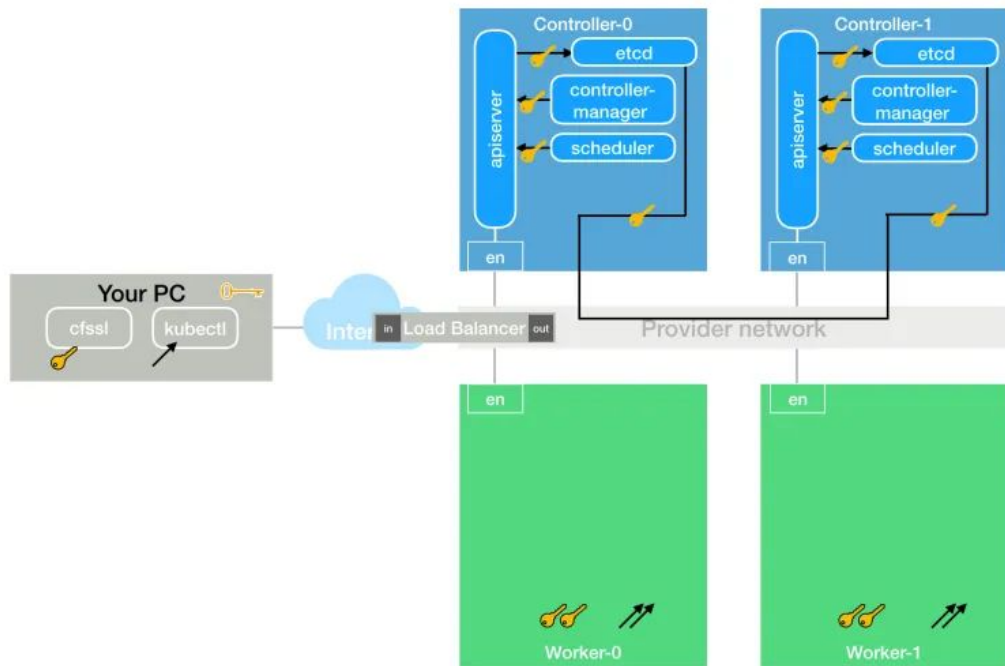 Controller-0
etcd
controller-
manager
scheduler
apiserver
en
Controller-1
etcd
controller-
manager
scheduler
apiserver
en
Your PC
cfssl
kubectl
Inter
in
Load Balancer
out
Provider network
en
Worker-0
en
Worker-1